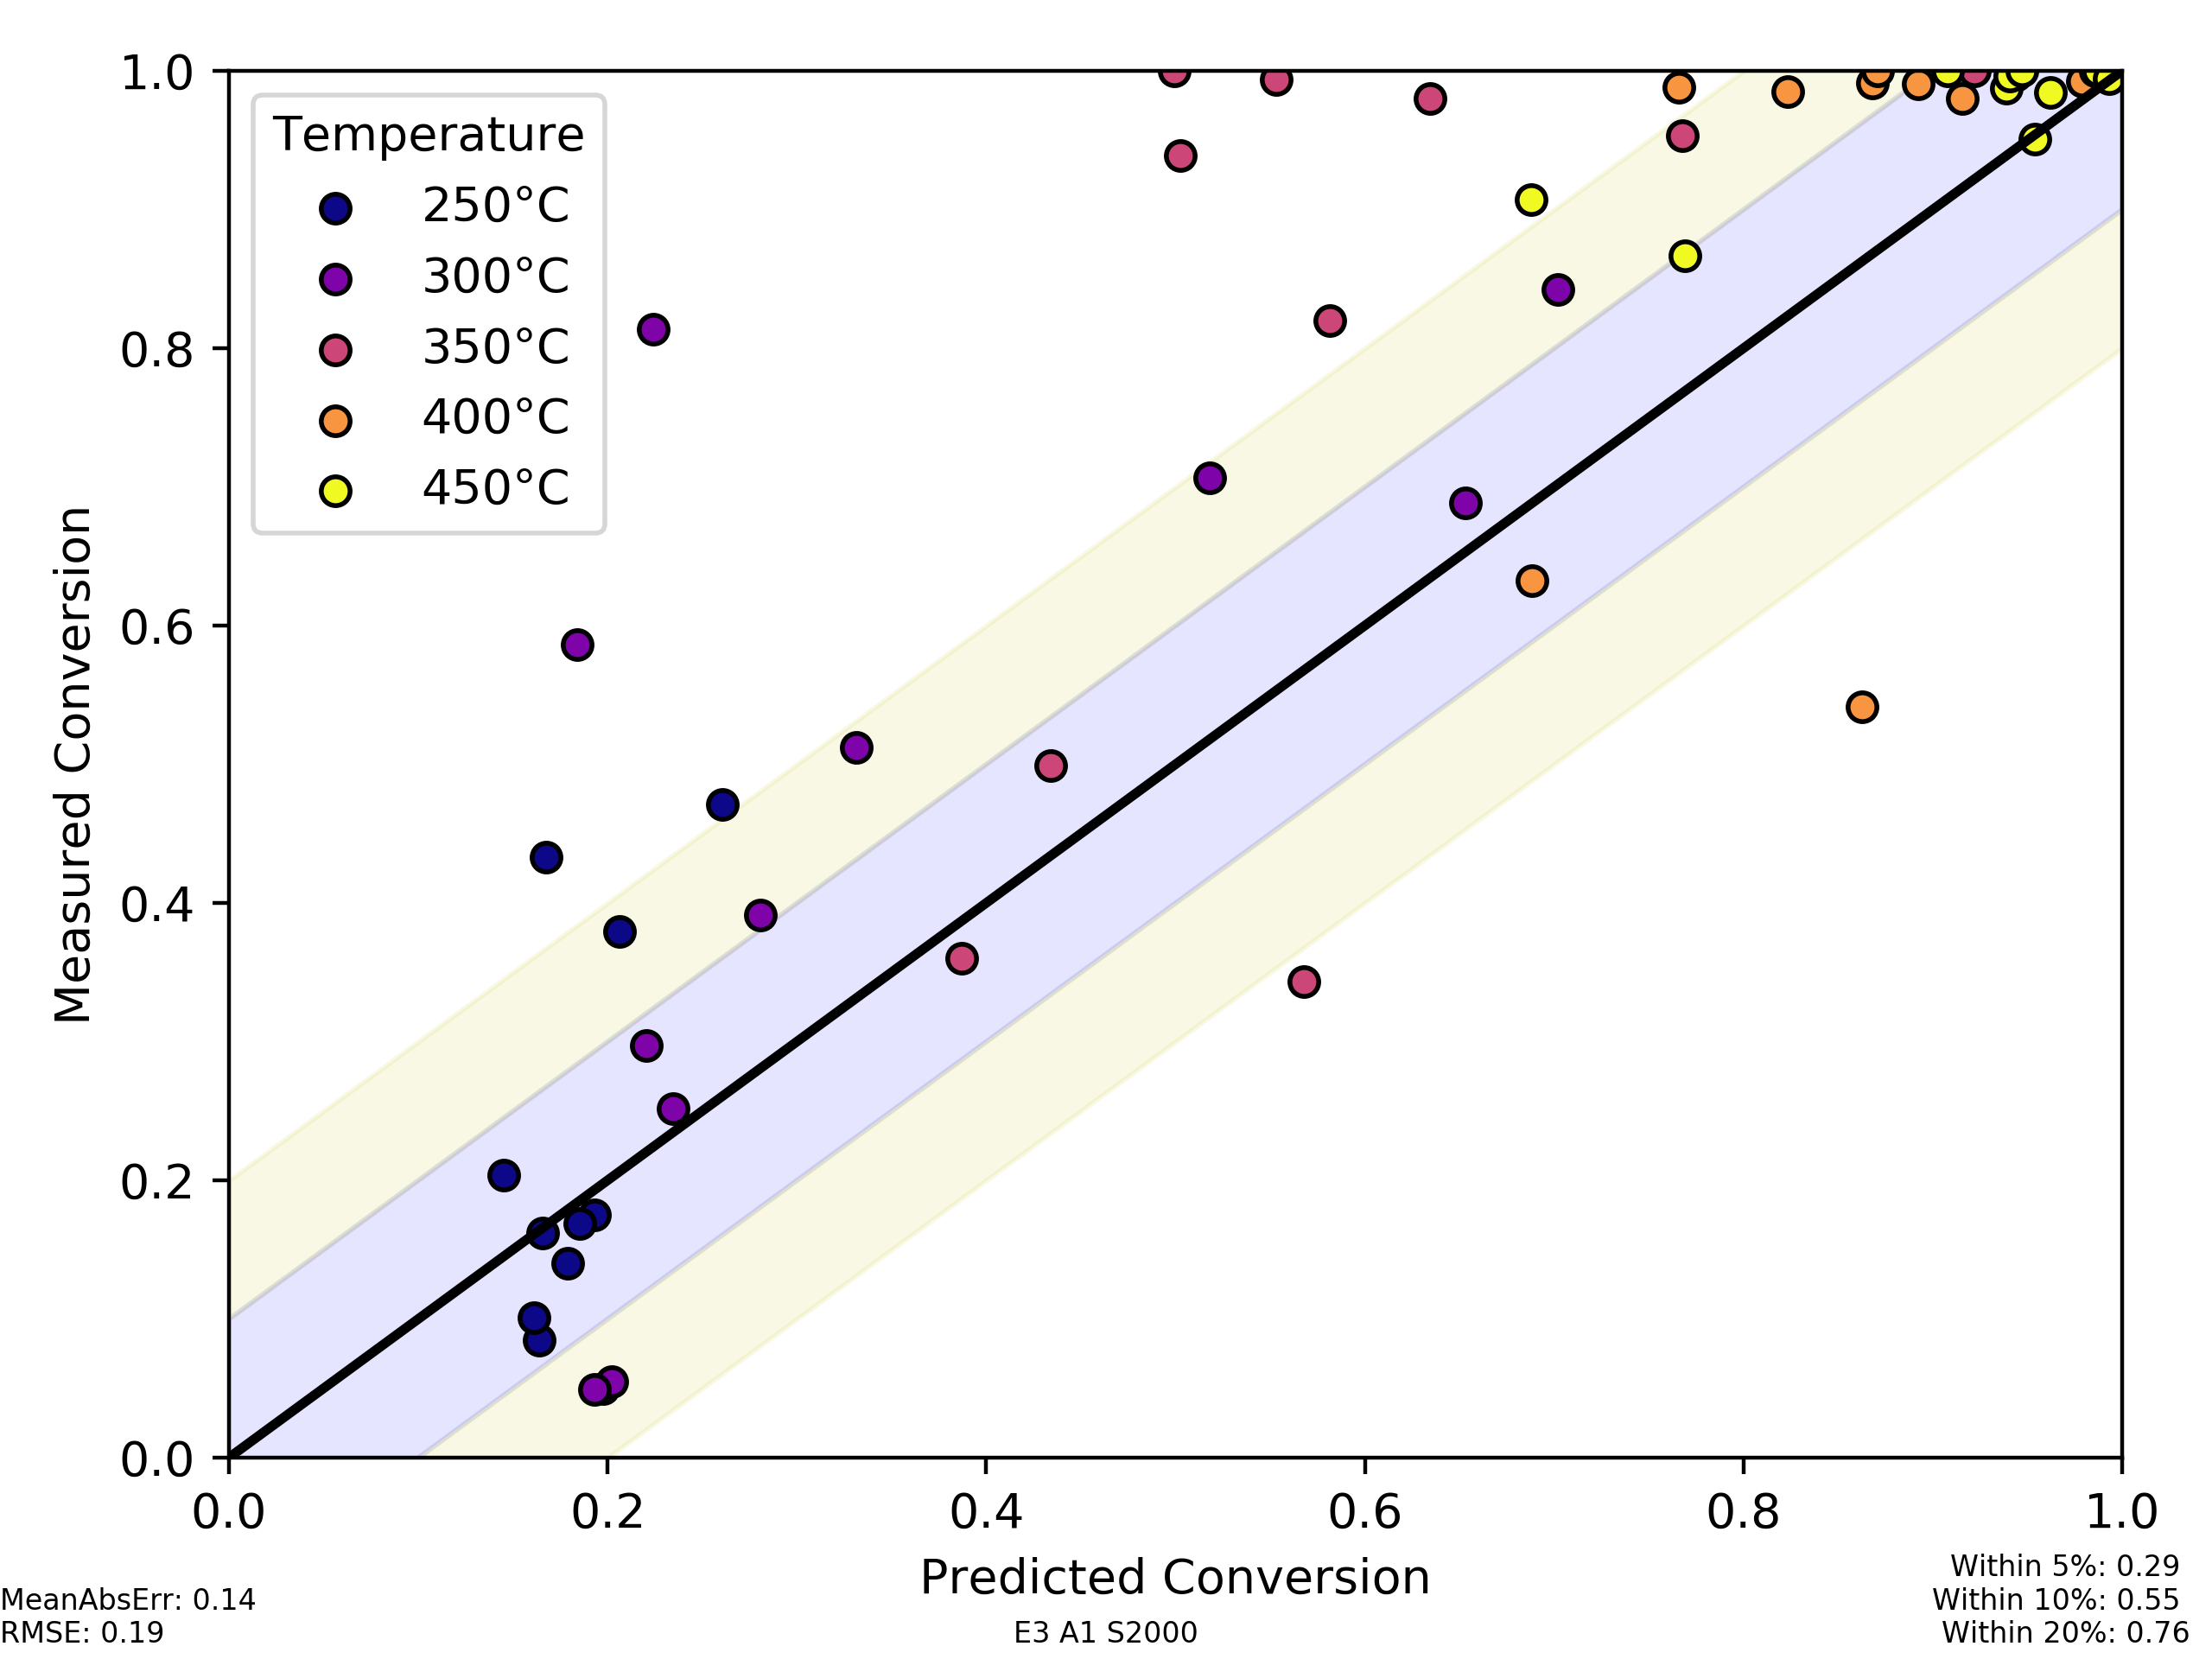 1.0
0.8
0.6
0.4
0.2
0.0
Measured Conversion
Temperature
250°C
300°C
350°C
400°C
450°C
0.0 0.2 0.4 0.6 0.8 1.0
Predicted Conversion
MeanAbsErr: 0.14
RMSE: 0.19
E3 A1 S2000
Within 5%: 0.29
Within 10%: 0.55
Within 20%: 0.76